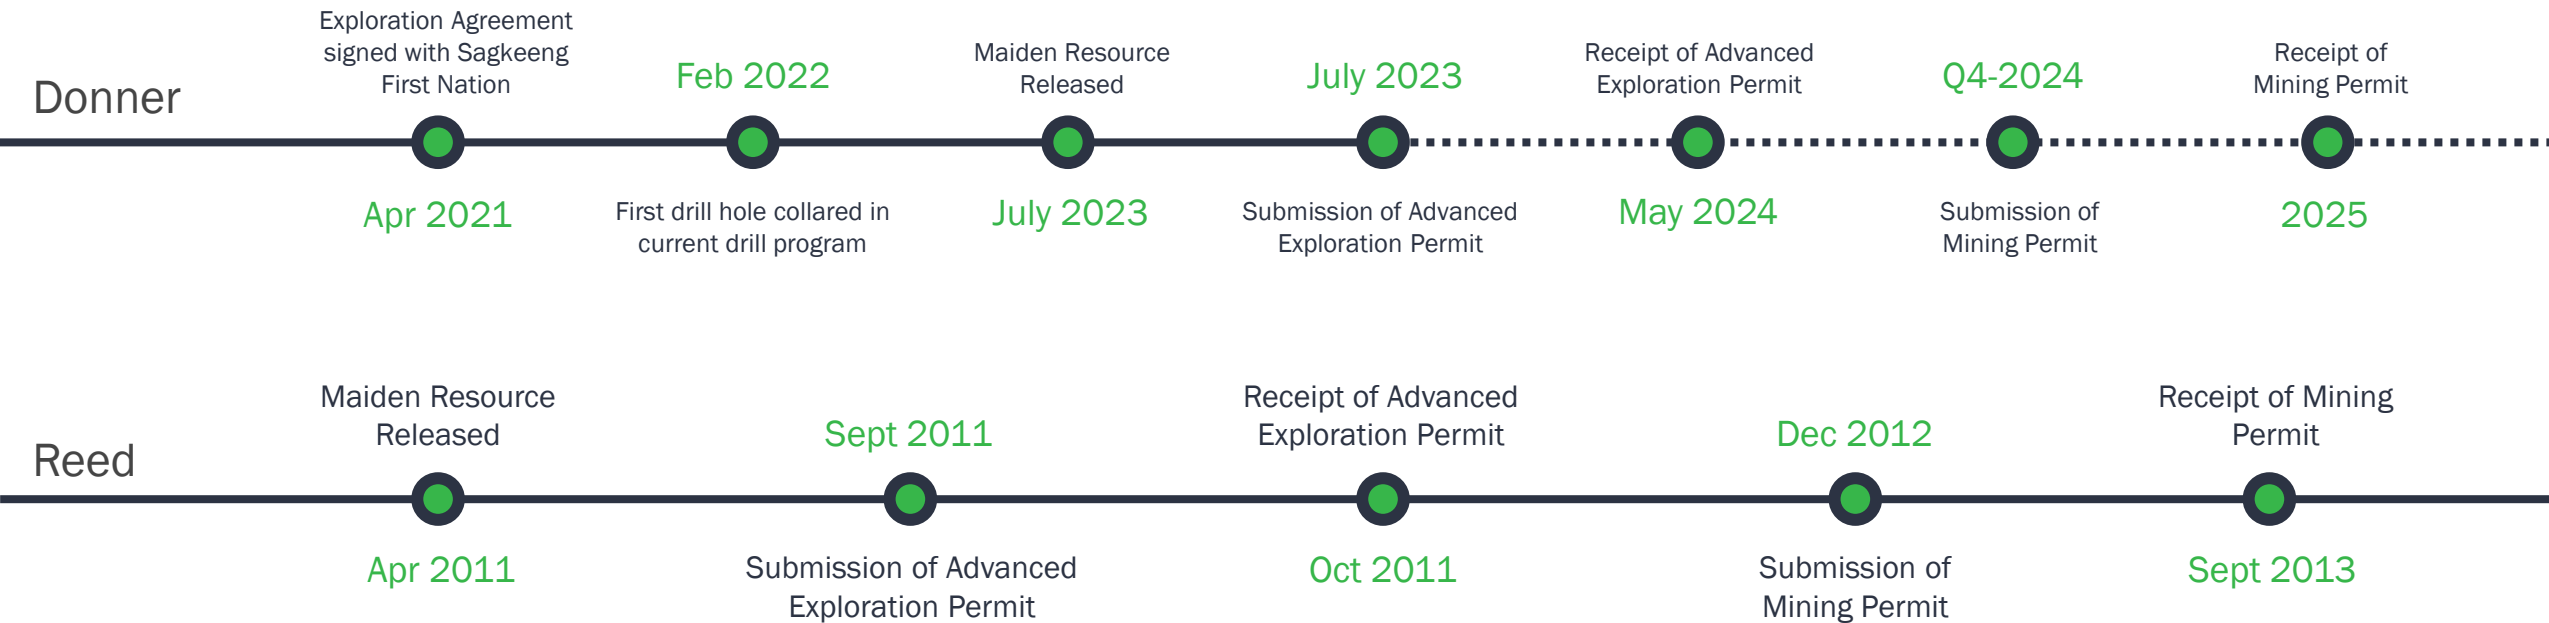 Donner
Exploration Agreement
signed with Sagkeeng
First Nation
Apr 2021
Feb 2022
First drill hole collared in
current drill program
Maiden Resource
Released
July 2023
July 2023
Submission of Advanced
Exploration Permit
Receipt of Advanced
Exploration Permit
May 2024
Q4-2024
Submission of
Mining Permit
Receipt of
Mining Permit
2025
Reed
Maiden Resource
Released
Apr 2011
Sept 2011
Submission of Advanced
Exploration Permit
Receipt of Advanced
Exploration Permit
Oct 2011
Dec 2012
Submission of
Mining Permit
Receipt of Mining
Permit
Sept 2013